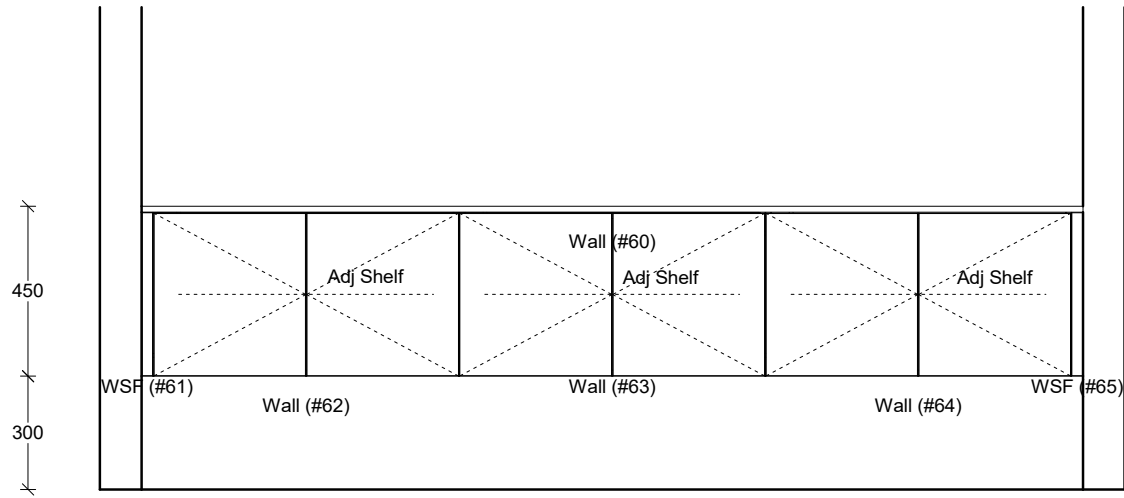 Wall (#60)
Adj Shelf
Adj Shelf
Adj Shelf
450
WSF (#61)
Wall (#63)
WSF (#65)
Wall (#62)
Wall (#64)
300